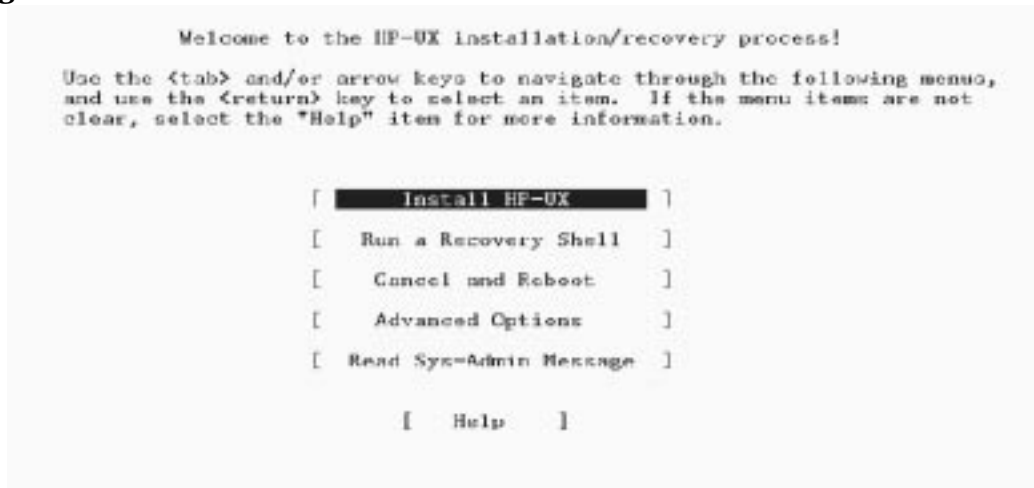 Welcome to the HP-UX installation/recovery process!
Use the <tab> and/or arrow keys to navigate through the following menus,
and use the <return> key to select an item. If the menu items are not
clear, select the "Help" item for more information.
[ Install HP-UX ]
[ Run a Recovery Shell ]
[ Cancel and Reboot ]
[ Advanced Options ]
[ Read Sys-Admin Message ]
[ Help ]